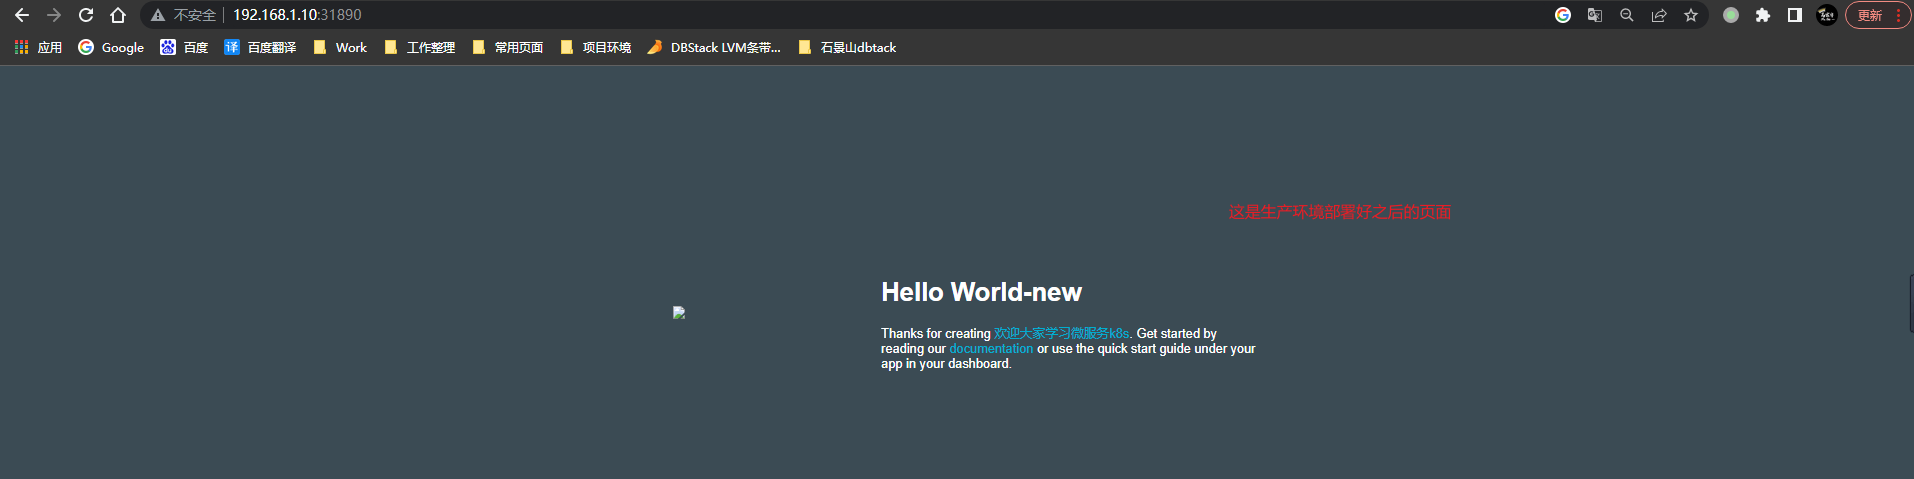 不安全 192.168.1.10:31890
更新
应用 Google 百度 译 百度翻译 Work 工作整理 常用页面 项目环境 DBStack LVM条带... 石景山dbtack
这是生产环境部署好之后的页面
Hello World-new
Thanks for creating 欢迎大家学习微服务k8s. Get started by
reading our documentation or use the quick start guide under your
app in your dashboard.